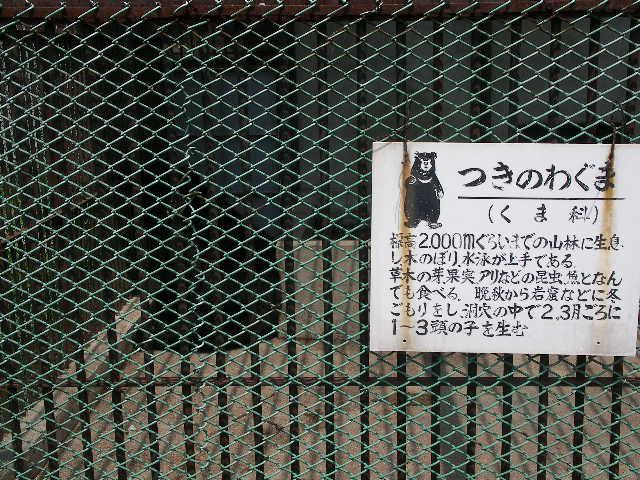 つきのわぐま
(くま科)
標高2,000mぐらいまでの山林に生息
し木のぼり、水泳が上手である
草木の芽、果実、アリなどの昆虫、魚となん
でも食べる。晩秋から岩窟などに冬
ごもりをし、洞穴の中で2、3月ごろに
1~3頭の子を生む